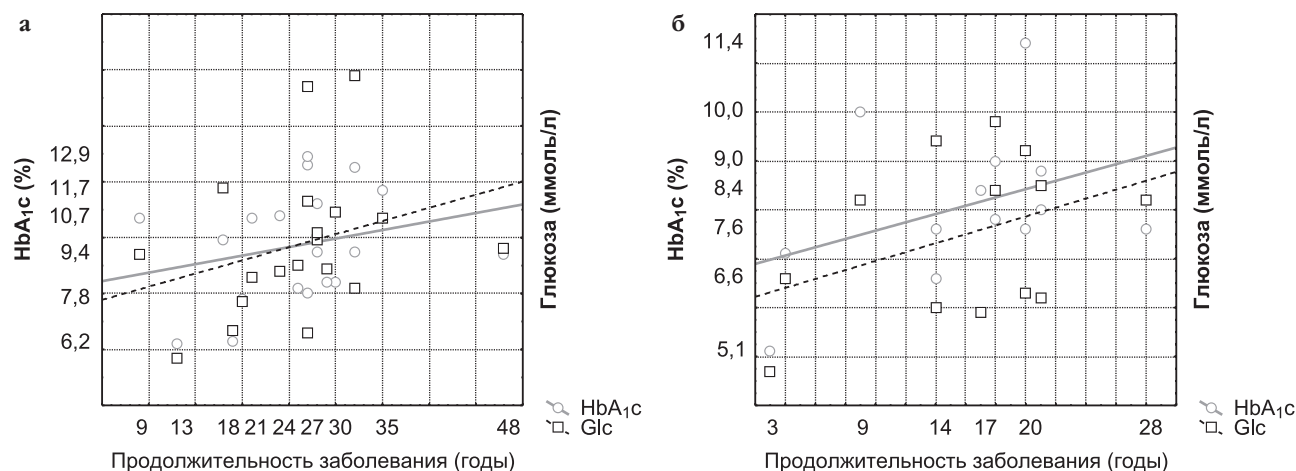 а
HbA1c (%)
12,9
11,7
10,7
9,4
7,8
6,2
9 13 18 21 24 27 30 35 48
Продолжительность заболевания (годы)
Глюкоза (ммоль/л)
HbA1c
Glc
б
HbA1c (%)
11,4
10,0
9,0
8,4
7,6
6,6
5,1
3 9 14 17 20 28
Продолжительность заболевания (годы)
Глюкоза (ммоль/л)
HbA1c
Glc